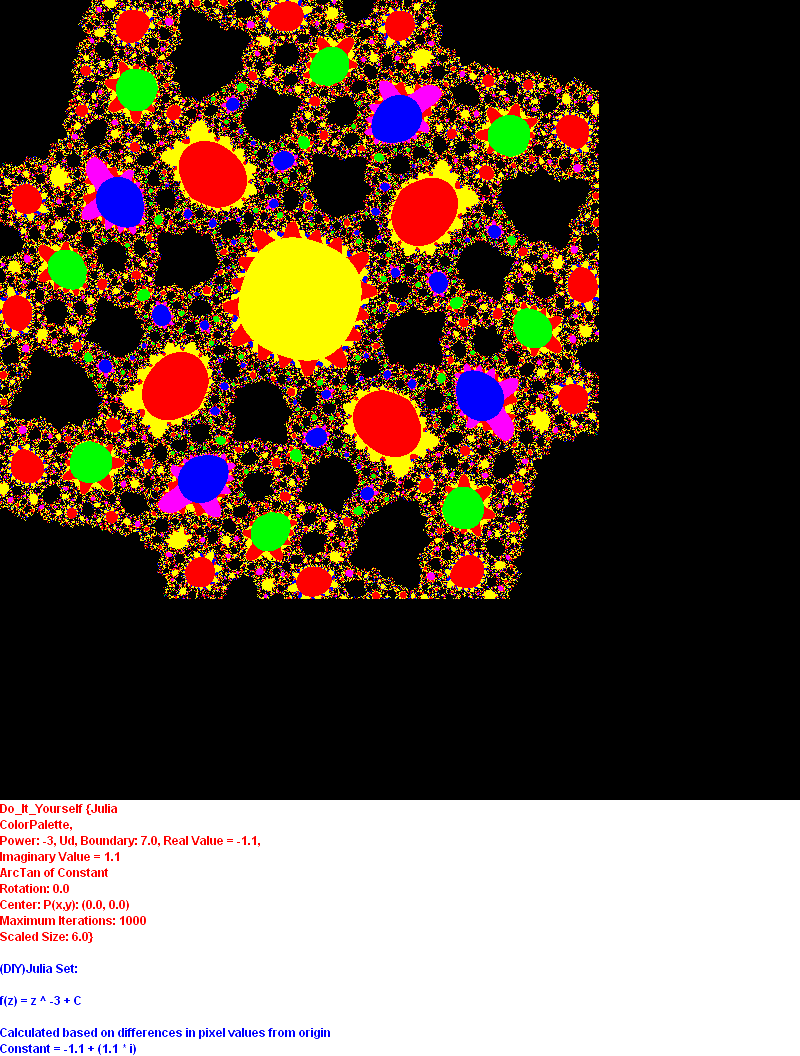 Do_It_Yourself {Julia
ColorPalette,
Power: -3, Ud, Boundary: 7.0, Real Value = -1.1,
Imaginary Value = 1.1
ArcTan of Constant
Rotation: 0.0
Center: P(x,y): (0.0, 0.0)
Maximum Iterations: 1000
Scaled Size: 6.0}
(DIY)Julia Set:
f(z) = z ^ -3 + C
Calculated based on differences in pixel values from origin
Constant = -1.1 + (1.1 * i)